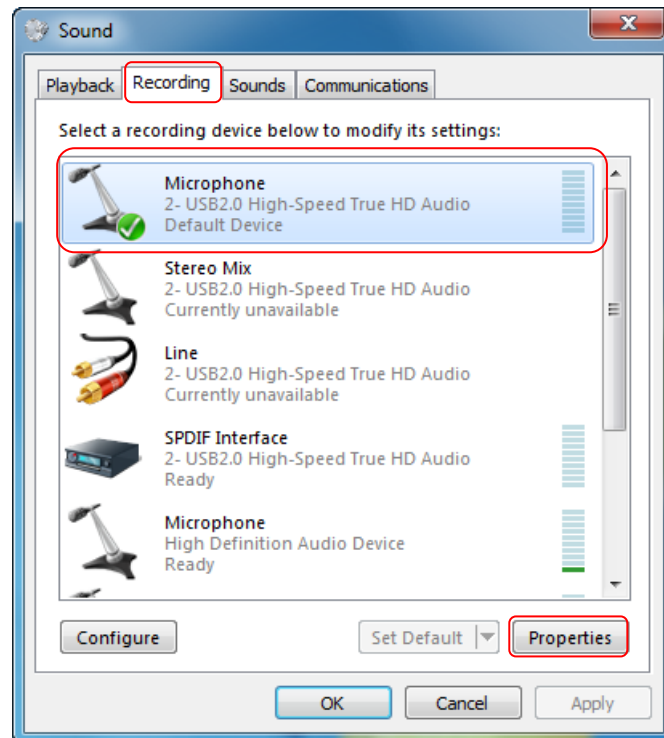 Sound
Playback Recording Sounds Communications
Select a recording device below to modify its settings:
Microphone
2- USB2.0 High-Speed True HD Audio
Default Device
Stereo Mix
2- USB2.0 High-Speed True HD Audio
Currently unavailable
Line
2- USB2.0 High-Speed True HD Audio
Currently unavailable
SPDIF Interface
2- USB2.0 High-Speed True HD Audio
Ready
Microphone
High Definition Audio Device
Ready
Configure Set Default Properties
OK Cancel Apply